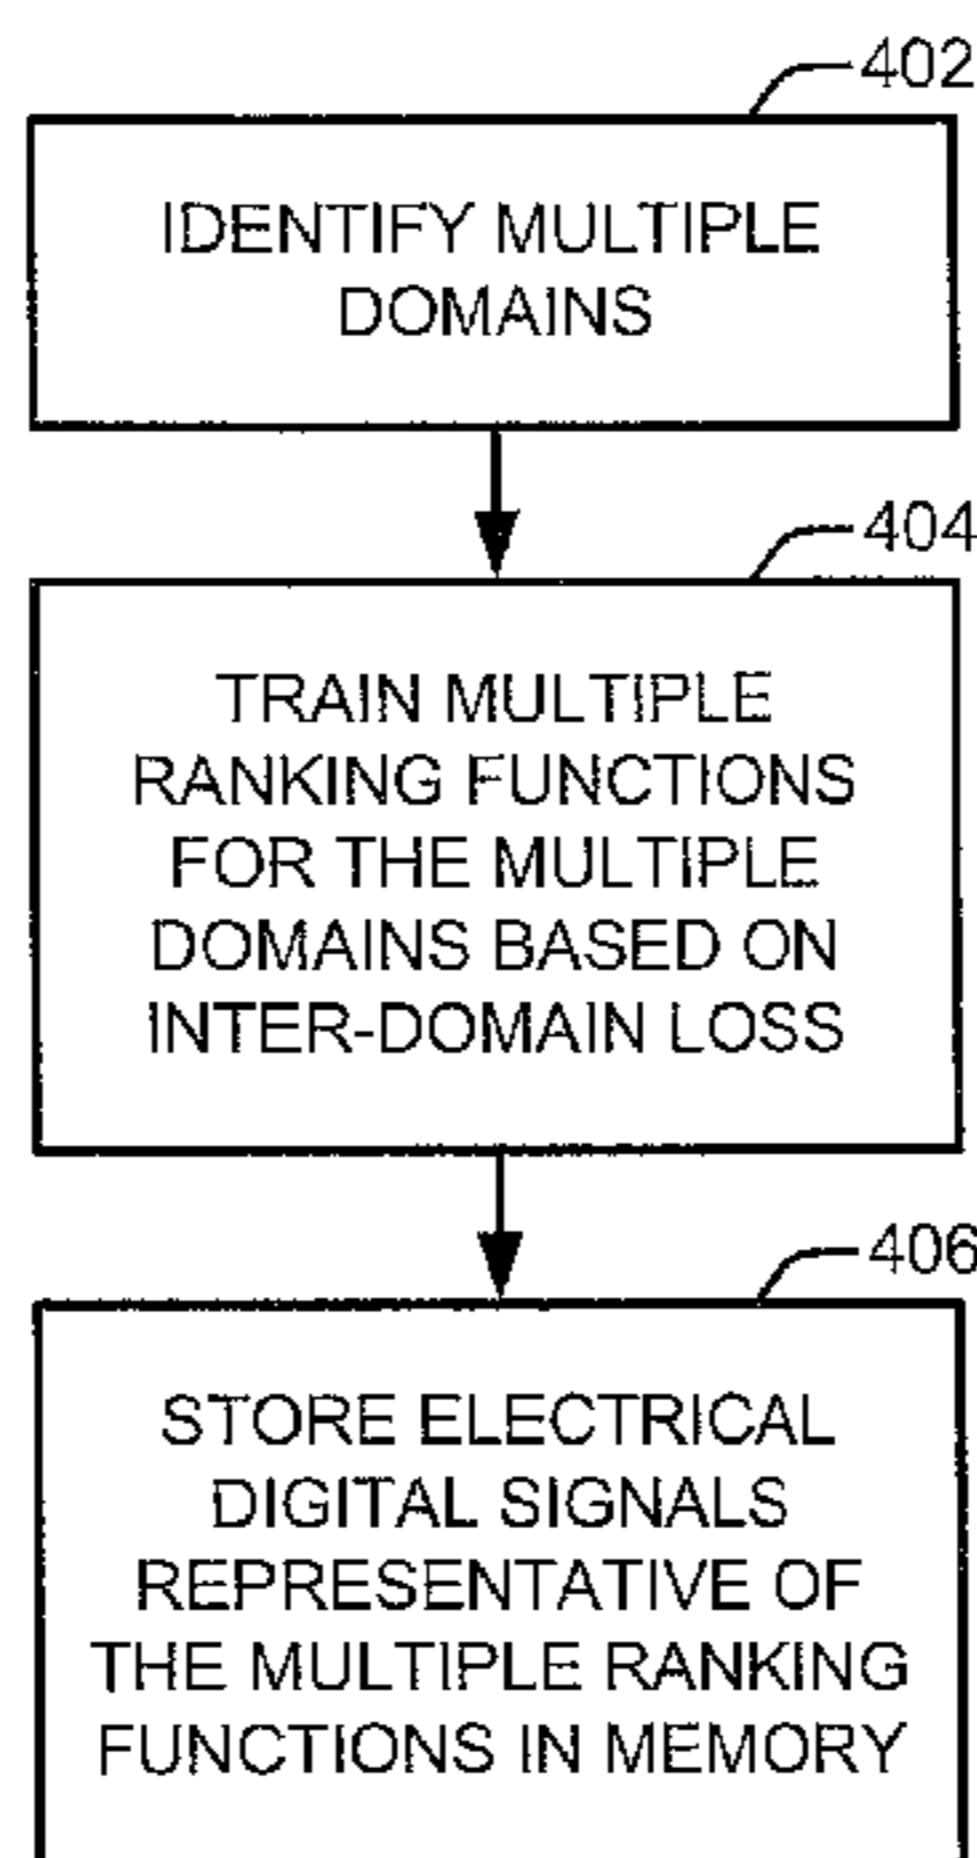 402
IDENTIFY MULTIPLE
DOMAINS
404
TRAIN MULTIPLE
RANKING FUNCTIONS
FOR THE MULTIPLE
DOMAINS BASED ON
INTER-DOMAIN LOSS
406
STORE ELECTRICAL
DIGITAL SIGNALS
REPRESENTATIVE OF
THE MULTIPLE RANKING
FUNCTIONS IN MEMORY